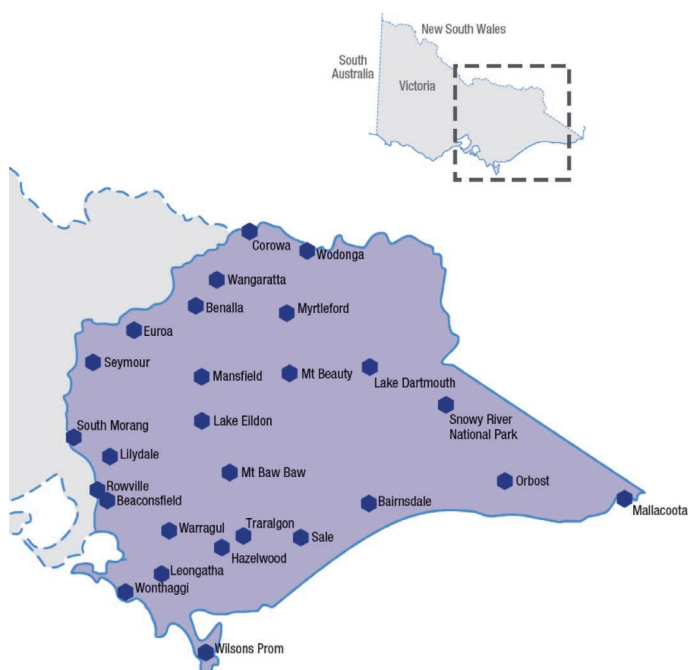 New South Wales
South
Australia
Victoria
Corowa
Wodonga
Wangaratta
Benalla
Myrtleford
Euroa
Seymour
Mansfield
Mt Beauty
Lake Dartmouth
Lake Eildon
Snowy River
National Park
South Morang
Lilydale
Mt Baw Baw
Orbost
Rowville
Beaconsfield
Bairnsdale
Mallacoota
Warragul
Traralgon
Sale
Hazelwood
Leongatha
Wonthaggi
Wilsons Prom